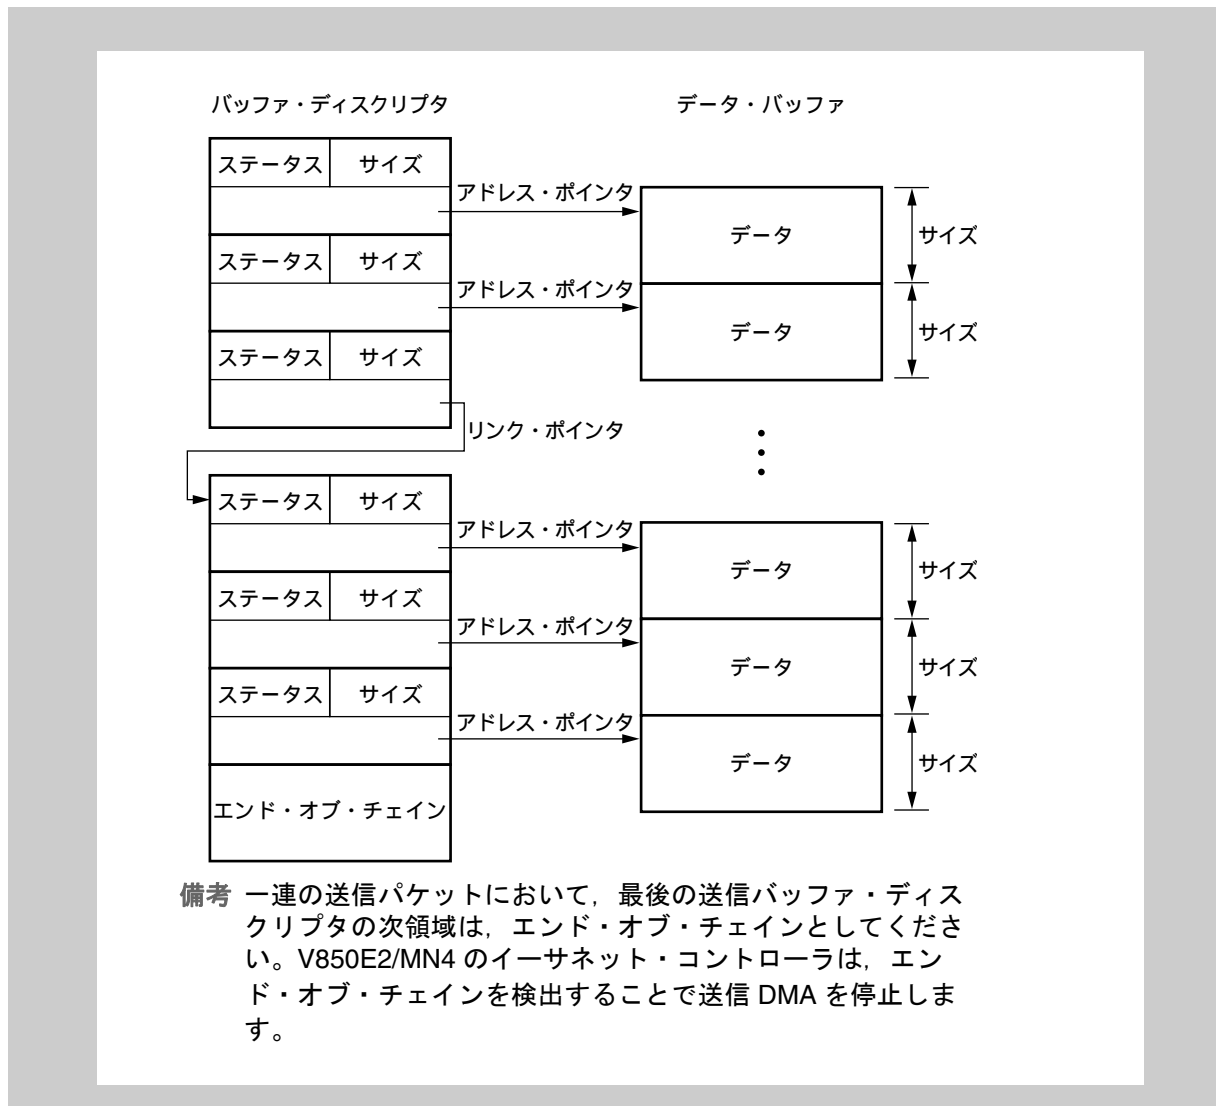 バッファ・ディスクリプタ
データ・バッファ
ステータス サイズ
アドレス・ポインタ
データ
サイズ
ステータス サイズ
アドレス・ポインタ
データ
サイズ
ステータス サイズ
リンク・ポインタ
ステータス サイズ
アドレス・ポインタ
データ
サイズ
ステータス サイズ
アドレス・ポインタ
データ
サイズ
ステータス サイズ
アドレス・ポインタ
データ
サイズ
エンド・オブ・チェイン
備考 一連の送信パケットにおいて，最後の送信バッファ・ディス
クリプタの次領域は，エンド・オブ・チェインとしてくださ
い。V850E2/MN4 のイーサネット・コントローラは，エン
ド・オブ・チェインを検出することで送信 DMA を停止しま
す。